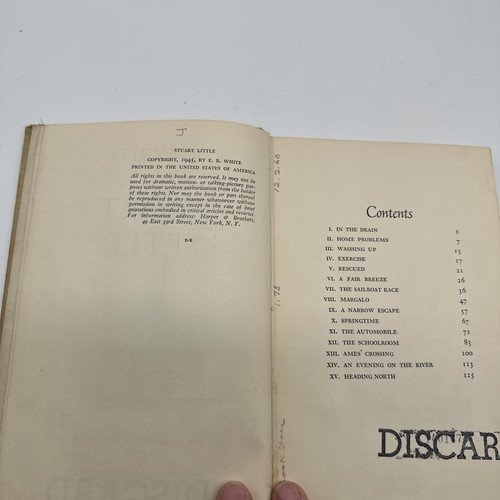 J
STUART LITTLE
COPYRIGHT, 1945, BY E. B. WHITE
PRINTED IN THE UNITED STATES OF AMERICA
All rights in this book are reserved. It may not be
used for dramatic, motion- or talking-picture pur-
poses without written authorization from the holder
of these rights. Nor may the book or part thereof
be reproduced in any manner whatsoever without
permission in writing except in the case of brief
quotations embodied in critical articles and reviews.
For information address: Harper & Brothers,
49 East 33rd Street, New York, N. Y.
12.2.60
1.73
Contents
I. IN THE DRAIN 1
II. HOME PROBLEMS 7
III. WASHING UP 13
IV. EXERCISE 17
V. RESCUED 21
VI. A FAIR BREEZE 26
VII. THE SAILBOAT RACE 36
VIII. MARGALO 47
IX. A NARROW ESCAPE 57
X. SPRINGTIME 67
XI. THE AUTOMOBILE 72
XII. THE SCHOOLROOM 83
XIII. AMES' CROSSING 100
XIV. AN EVENING ON THE RIVER 113
XV. HEADING NORTH 125
DISCAR